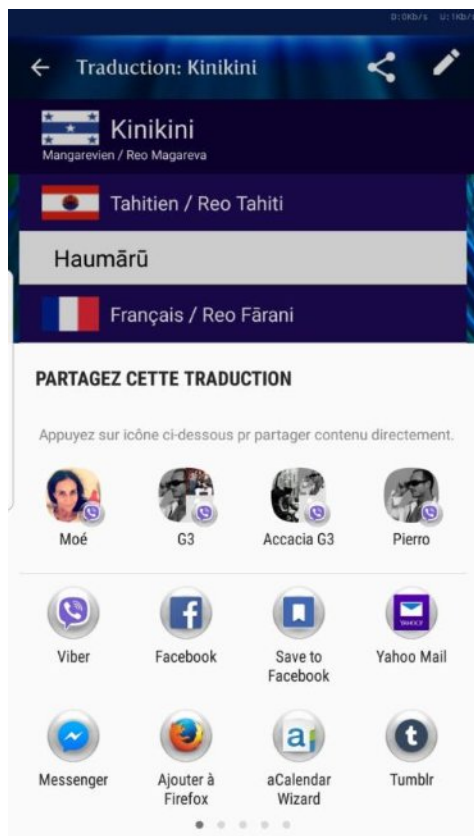 D:0Kb/s U:1Kb/s
Traduction: Kinikini
Kinikini
Mangarevien / Reo Magareva
Tahitien / Reo Tahiti
Haumārū
Français / Reo Fārani
PARTAGEZ CETTE TRADUCTION
Appuyez sur icône ci-dessous pr partager contenu directement.
Moé G3 Accacia G3 Pierro
Viber Facebook Save to Facebook Yahoo Mail
YAHOO!
Messenger Ajouter à Firefox aCalendar Wizard Tumblr